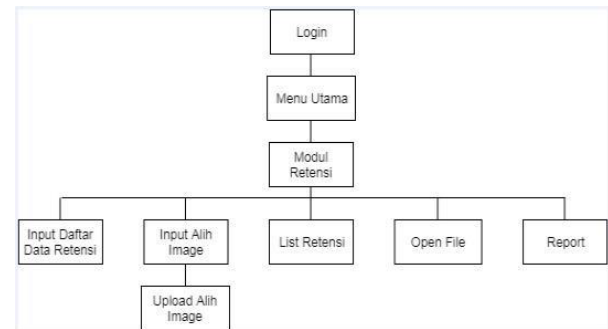 Login
Menu Utama
Modul
Retensi
Input Daftar
Data Retensi
Input Alih
Image
List Retensi
Open File
Report
Upload Alih
Image